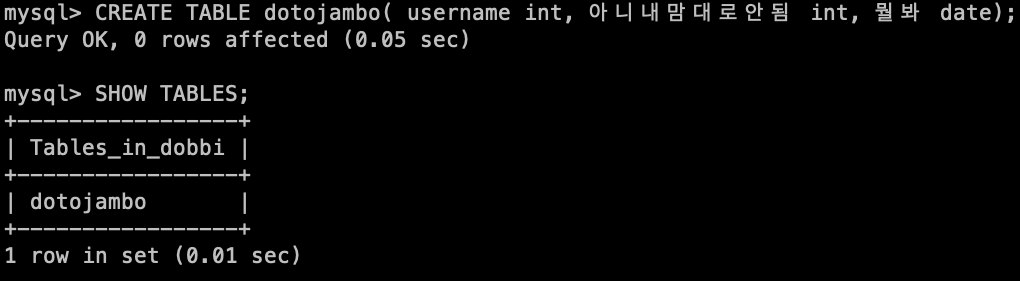 mysql> CREATE TABLE dotojambo( username int, 아니내맘대로안됨 int, 뭘봐 date);
Query OK, 0 rows affected (0.05 sec)
mysql> SHOW TABLES;
+-----------------+
| Tables_in_dobbi |
+-----------------+
| dotojambo       |
+-----------------+
1 row in set (0.01 sec)